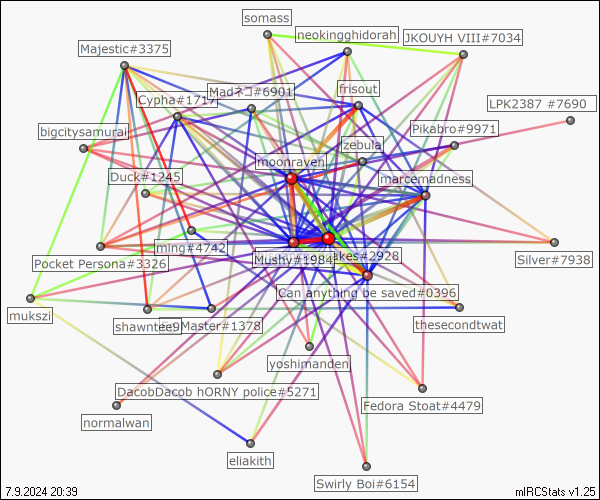 somass
neokingghidorah
JKOUYH VIII#7034
Majestic#3375
Madネコ#6901
frisout
Cypha#1717
LPK2387 #7690
bigcitysamurai
Pikabro#9971
zebula
moonraven
Duck#1245
marcemadness
ming#4742
Mushy#1984
akes#2928
Pocket Persona#3326
Silver#7938
Can anything be saved#0396
mukszi
shawntee9
Master#1378
thesecondtwat
yoshimanden
DacobDacob hORNY police#5271
Fedora Stoat#4479
normalwan
eliakith
Swirly Boi#6154
7.9.2024 20:39
mIRCStats v1.25